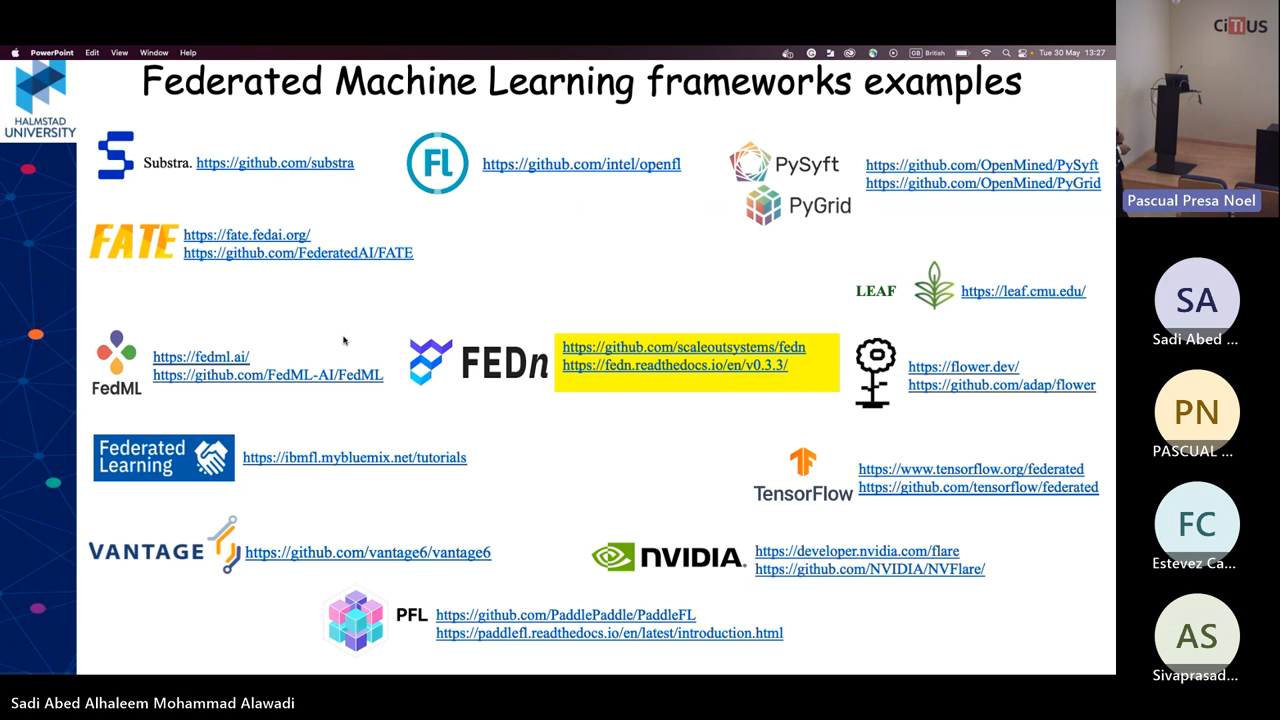 PowerPoint Edit View Window Help
British Tue 30 May 13:27
CiTIUS
Federated Machine Learning frameworks examples
HALMSTAD
UNIVERSITY
Substra. https://github.com/substra
Fl https://github.com/intel/openfl
PySyft
PyGrid
https://github.com/OpenMined/PySyft
https://github.com/OpenMined/PyGrid
Pascual Presa Noel
FATE
https://fate.fedai.org/
https://github.com/FederatedAI/FATE
LEAF https://leaf.cmu.edu/
SA
Sadi Abed ...
FedML
https://fedml.ai/
https://github.com/FedML-AI/FedML
FEDn
https://github.com/scaleoutsystems/fedn
https://fedn.readthedocs.io/en/v0.3.3/
https://flower.dev/
https://github.com/adap/flower
PN
PASCUAL ...
Federated
Learning
https://ibmfl.mybluemix.net/tutorials
TensorFlow
https://www.tensorflow.org/federated
https://github.com/tensorflow/federated
FC
Estevez Ca...
VANTAGE https://github.com/vantage6/vantage6
NVIDIA.
https://developer.nvidia.com/flare
https://github.com/NVIDIA/NVFlare/
PFL
https://github.com/PaddlePaddle/PaddleFL
https://paddlefl.readthedocs.io/en/latest/introduction.html
AS
Sivaprasad...
Sadi Abed Alhaleem Mohammad Alawadi